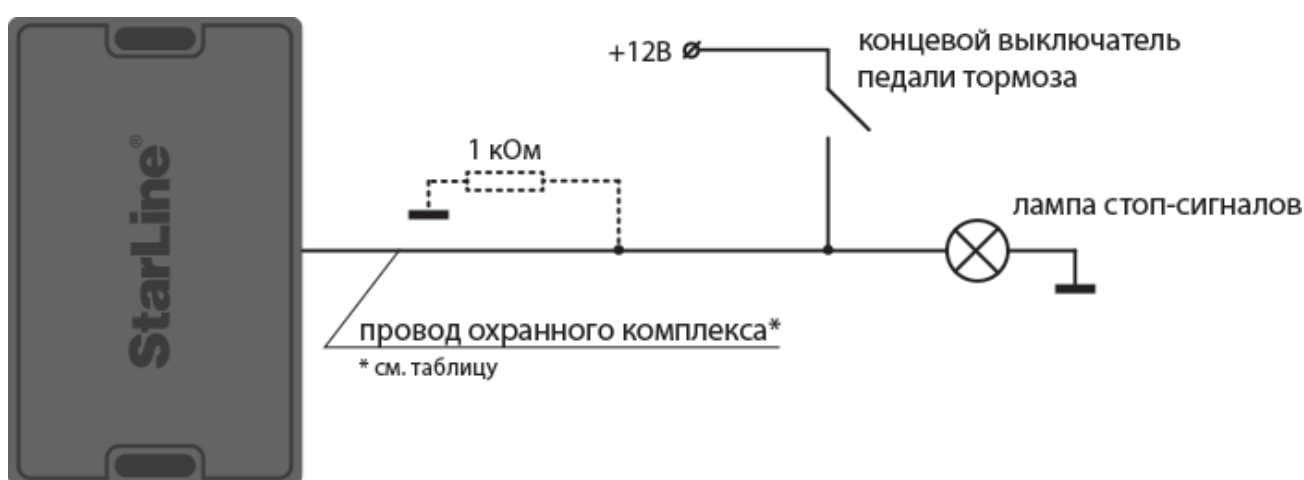 StarLine®
+12В
концевой выключатель
педали тормоза
1 кОм
лампа стоп-сигналов
провод охранного комплекса*
* см. таблицу